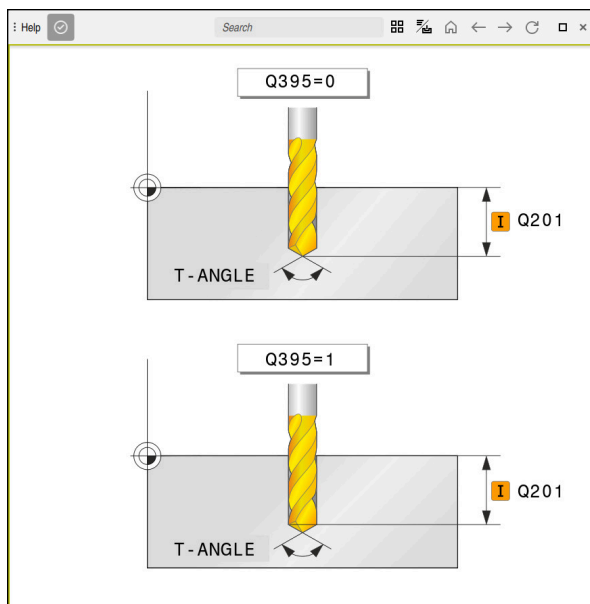 Help
Search
Q395=0
I Q201
T-ANGLE
Q395=1
I Q201
T-ANGLE